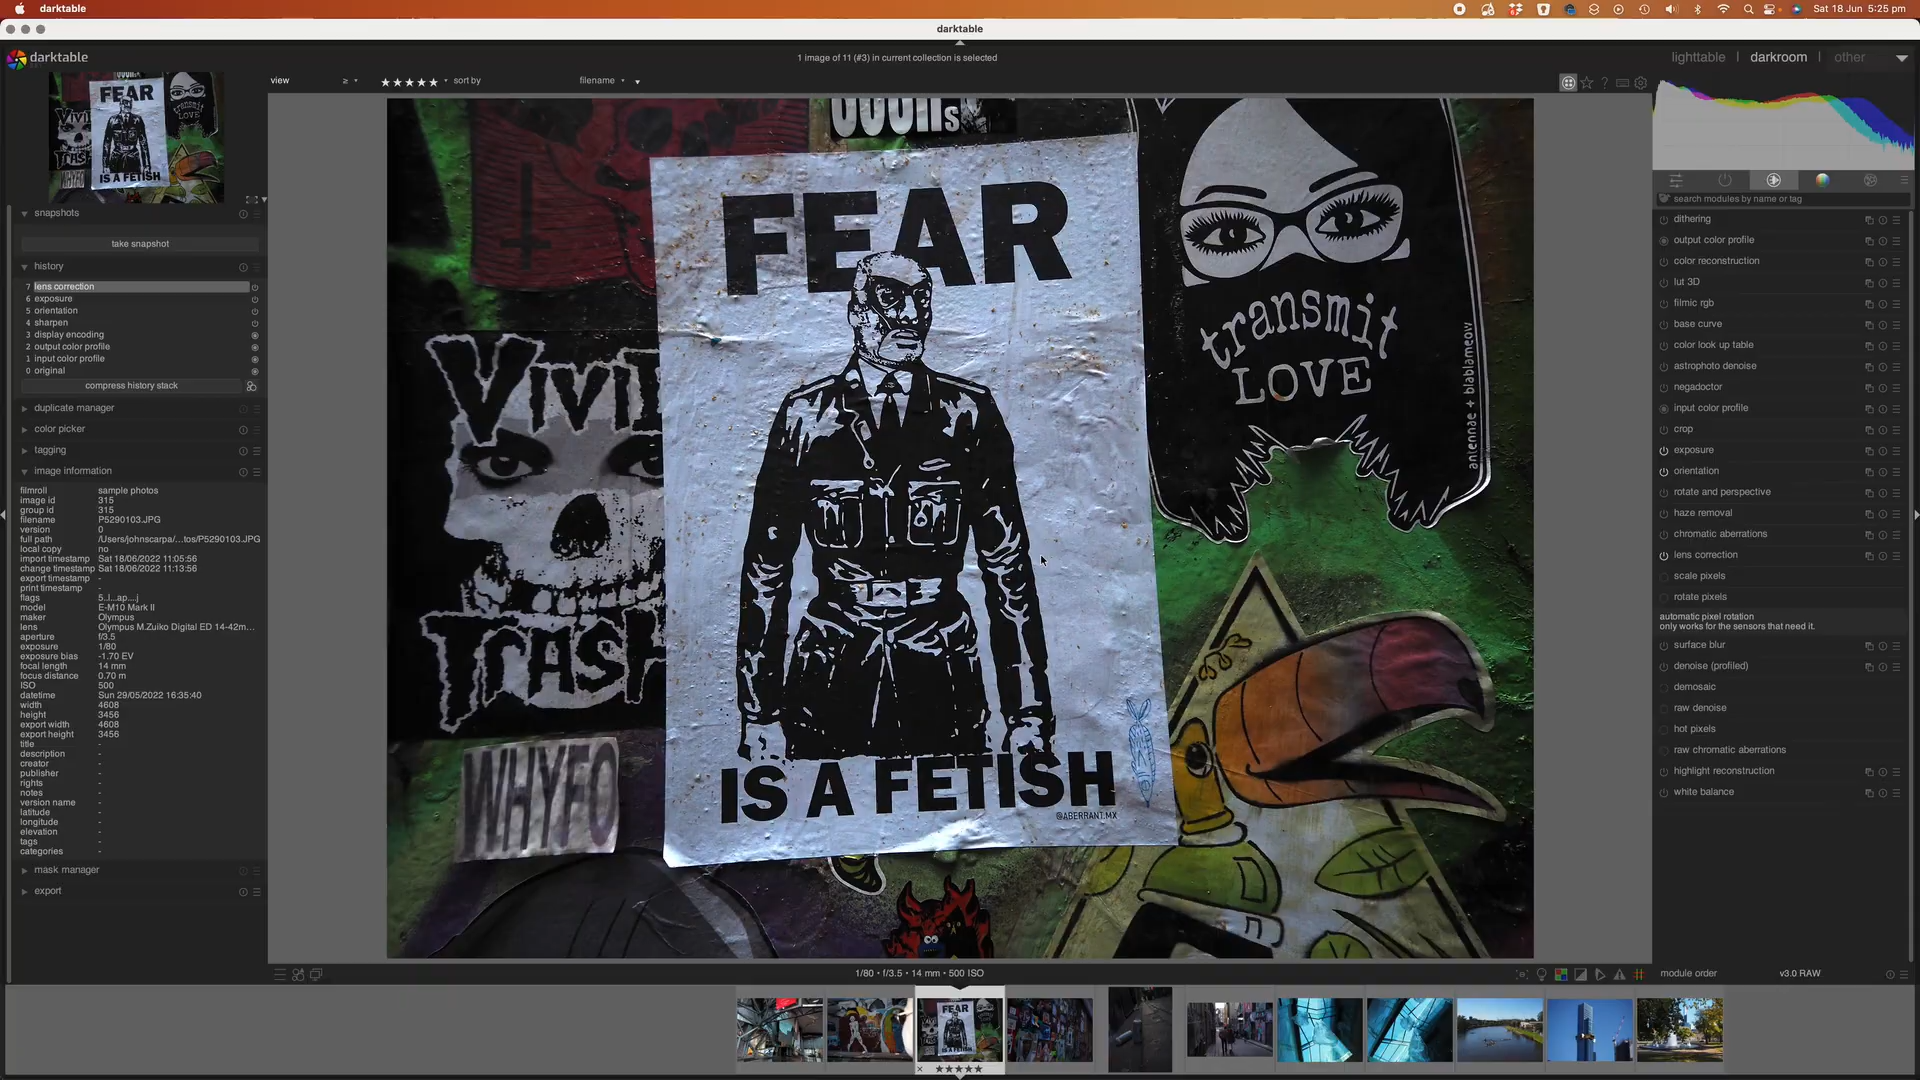 darktable
Sat 18 Jun 5:25 pm
darktable
darktable
1 image of 11 (#3) in current collection is selected
lighttable | darkroom | other
view ≥ ★★★★★ sort by filename
snapshots
take snapshot
history
7 lens correction
6 exposure
5 orientation
4 sharpen
3 display encoding
2 output color profile
1 input color profile
0 original
compress history stack
duplicate manager
color picker
tagging
image information
filmroll sample photos
image id 315
group id 315
filename P5290103.JPG
version 0
full path /Users/johnscarpa/...tos/P5290103.JPG
local copy no
import timestamp Sat 18/06/2022 11:05:56
change timestamp Sat 18/06/2022 11:13:56
export timestamp -
print timestamp -
flags 5..I...ap....j
model E-M10 Mark II
maker Olympus
lens Olympus M.Zuiko Digital ED 14-42m...
aperture f/3.5
exposure 1/80
exposure bias -1.70 EV
focal length 14 mm
focus distance 0.70 m
ISO 500
datetime Sun 29/05/2022 16:35:40
width 4608
height 3456
export width 4608
export height 3456
title -
description -
creator -
publisher -
rights -
notes -
version name -
latitude -
longitude -
elevation -
tags -
categories -
mask manager
export
FEAR
IS A FETISH
@ABERRANT.MX
transmit
LOVE
antennae + blablameow
TRASH
WHYFO
1/80 • f/3.5 • 14 mm • 500 ISO
search modules by name or tag
dithering
output color profile
color reconstruction
lut 3D
filmic rgb
base curve
color look up table
astrophoto denoise
negadoctor
input color profile
crop
exposure
orientation
rotate and perspective
haze removal
chromatic aberrations
lens correction
scale pixels
rotate pixels
automatic pixel rotation
only works for the sensors that need it.
surface blur
denoise (profiled)
demosaic
raw denoise
hot pixels
raw chromatic aberrations
highlight reconstruction
white balance
module order v3.0 RAW
FEAR
IS A FETISH
★★★★★